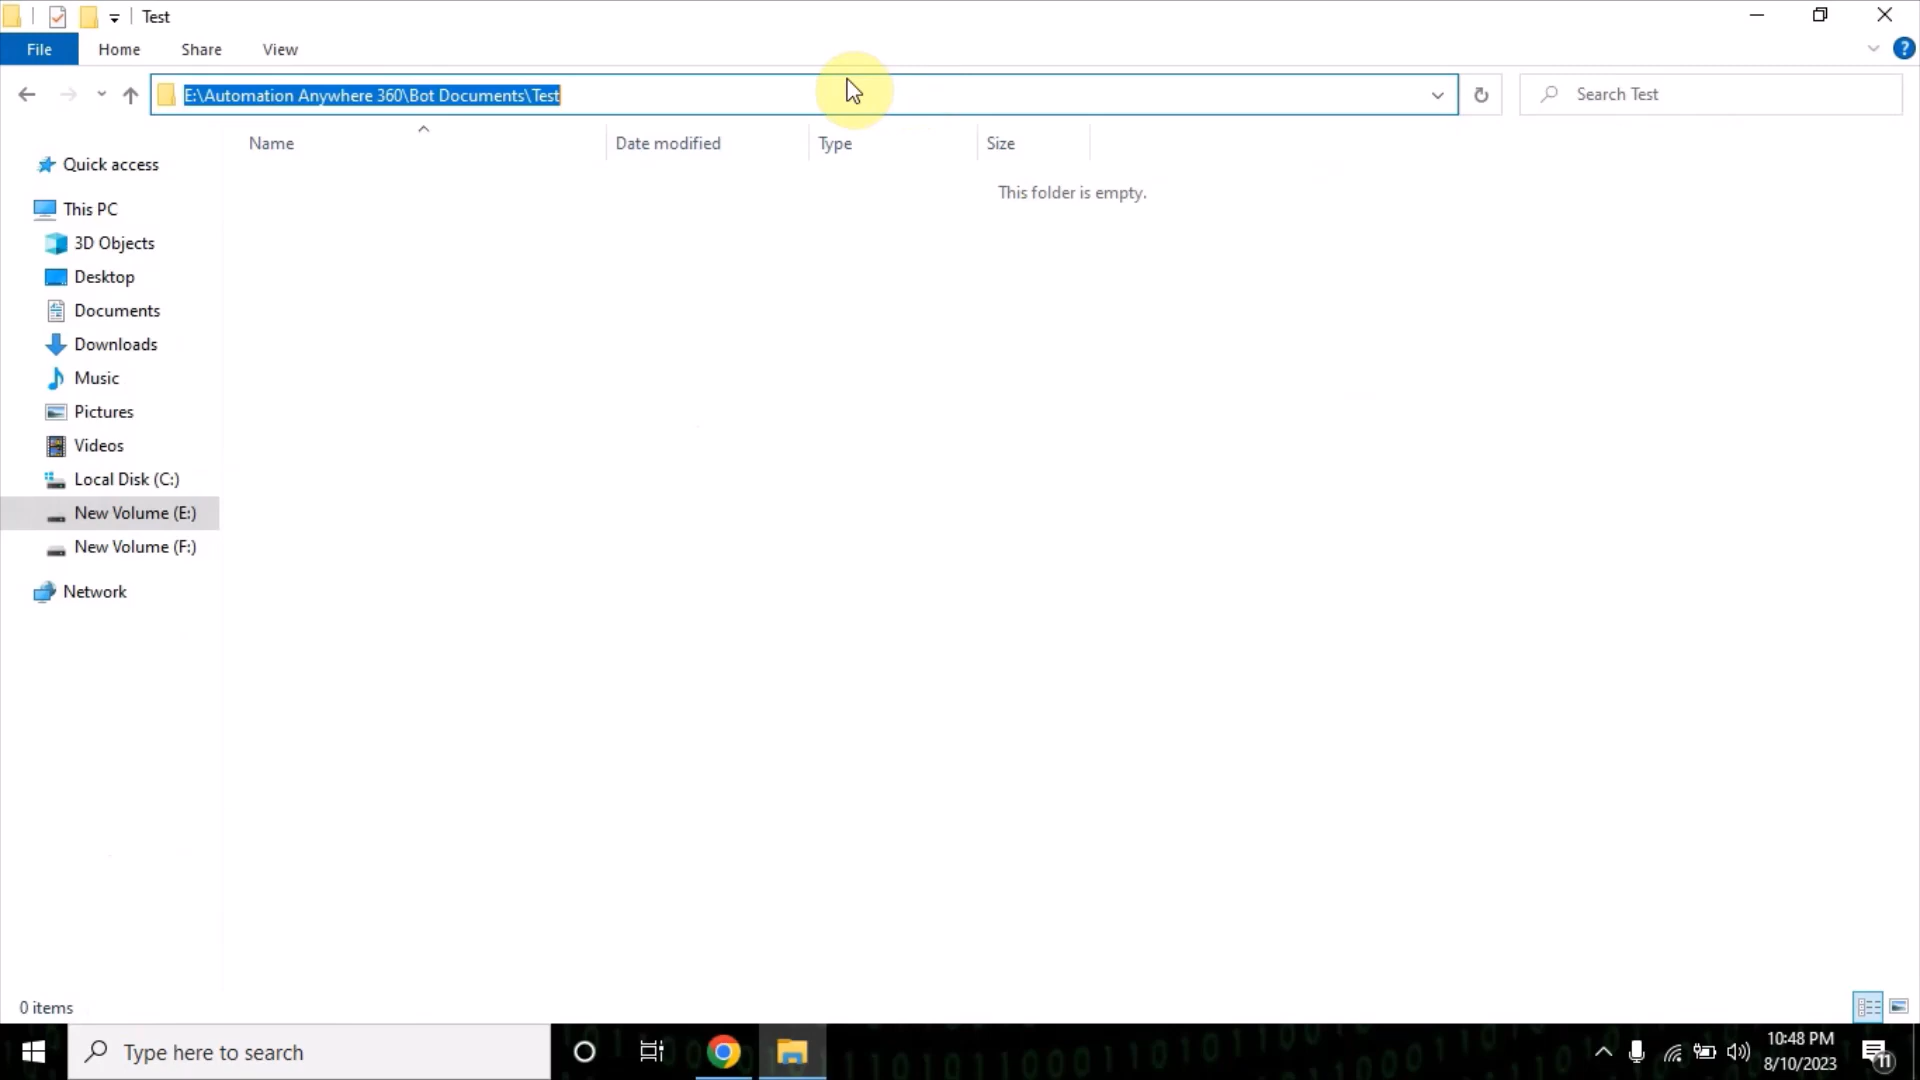 Test
File Home Share View
E:\Automation Anywhere 360\Bot Documents\Test
Search Test
Name Date modified Type Size
This folder is empty.
Quick access
This PC
3D Objects
Desktop
Documents
Downloads
Music
Pictures
Videos
Local Disk (C:)
New Volume (E:)
New Volume (F:)
Network
0 items
Type here to search
10:48 PM
8/10/2023
11